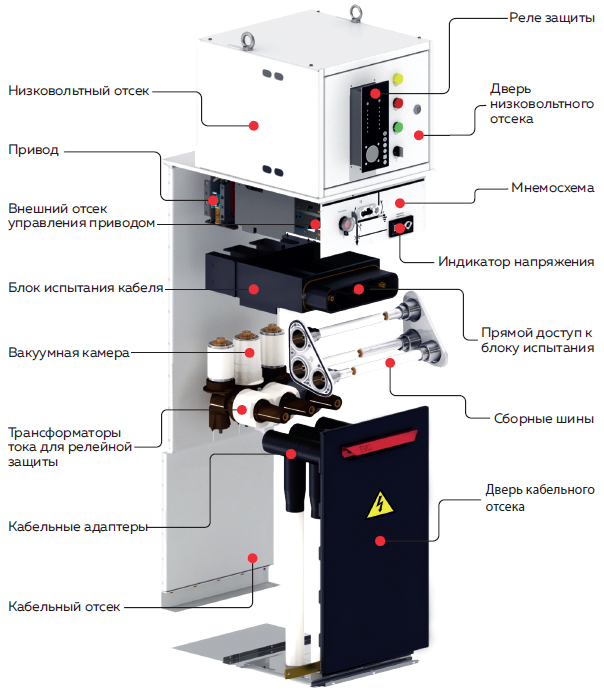 Реле защиты
Низковольтный отсек
Дверь
низковольтного
отсека
Привод
Мнемосхема
Внешний отсек
управления приводом
Индикатор напряжения
Блок испытания кабеля
Прямой доступ к
блоку испытания
Вакуумная камера
Сборные шины
Трансформаторы
тока для релейной
защиты
Дверь кабельного
отсека
Кабельные адаптеры
Кабельный отсек